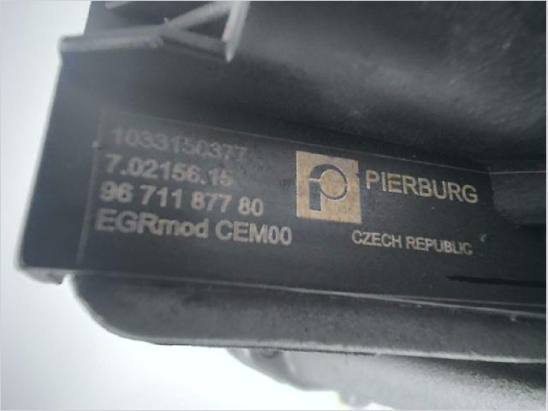 1033150377
7.02156.15
96 711 877 80
EGRmod CEM00
PIERBURG
CZECH REPUBLIC